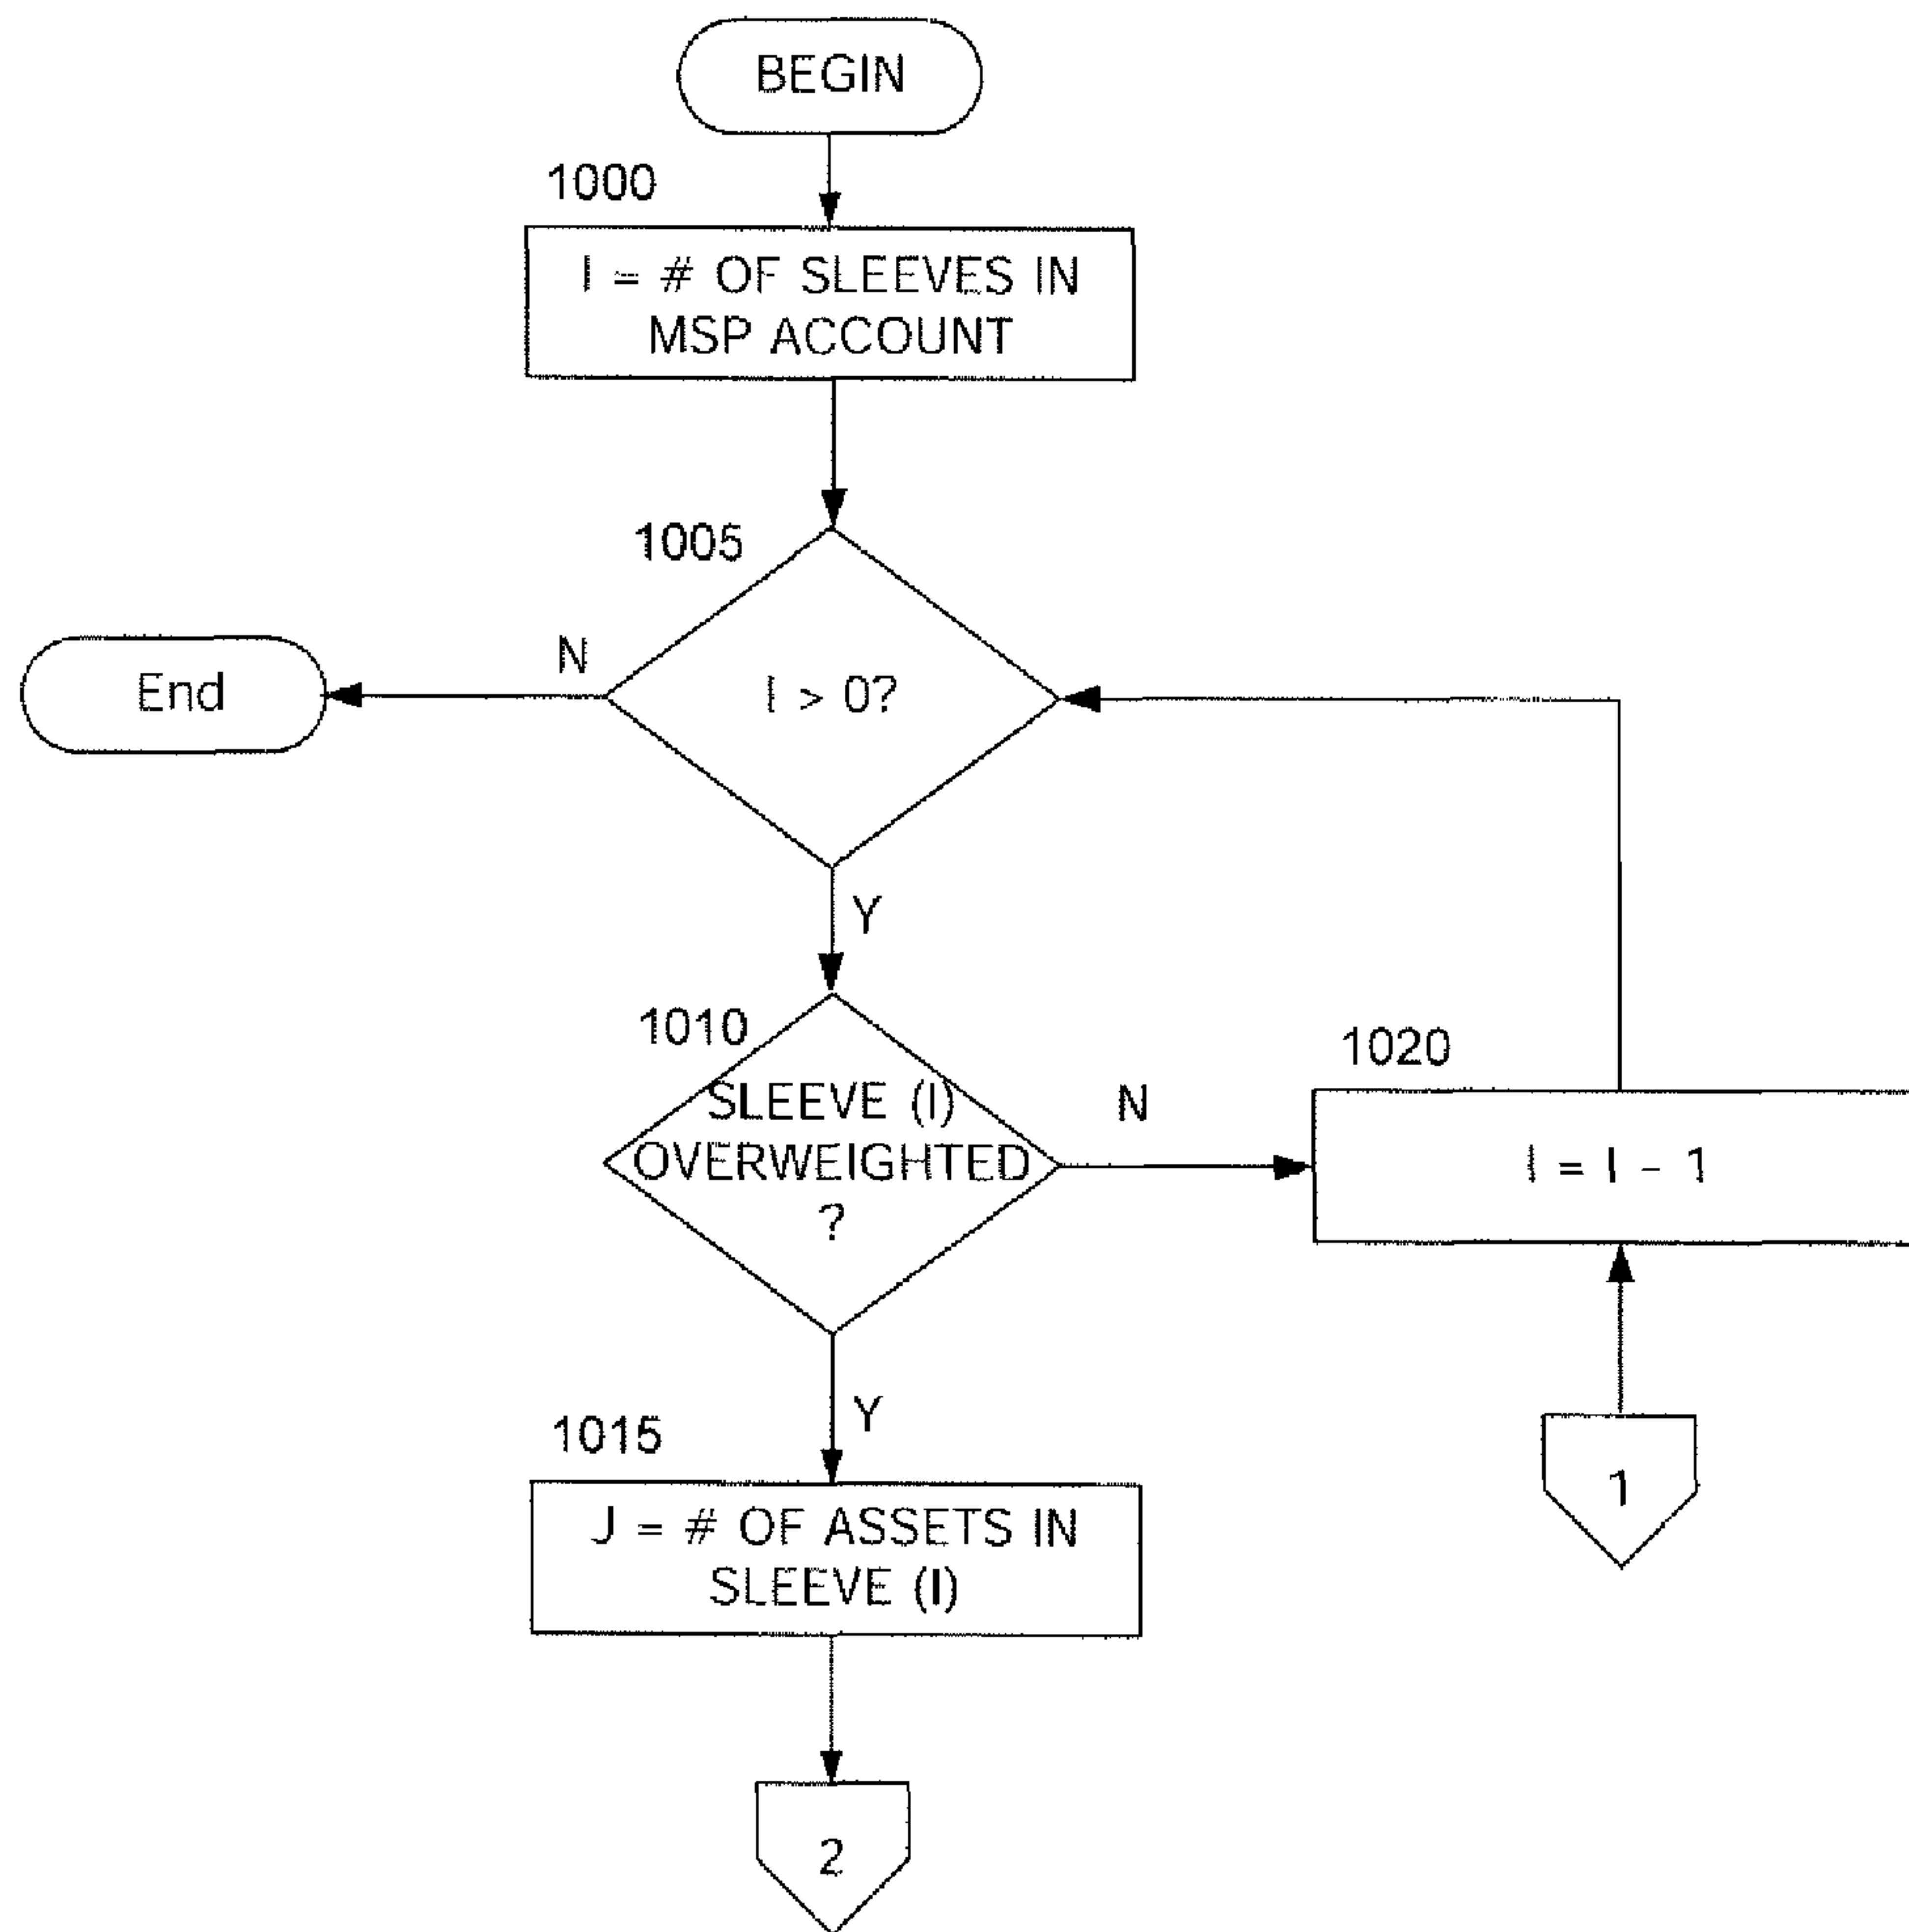 BEGIN
1000
I = # OF SLEEVES IN
MSP ACCOUNT
1005
I > 0?
N
End
Y
1010
SLEEVE (I)
OVERWEIGHTED
?
N
1020
I = I - 1
Y
1015
J = # OF ASSETS IN
SLEEVE (I)
1
2